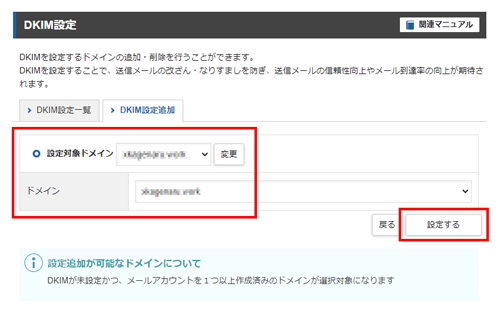 DKIM設定
関連マニュアル
DKIMを設定するドメインの追加・削除を行うことができます。
DKIMを設定することで、送信メールの改ざん・なりすましを防ぎ、送信メールの信頼性向上やメール到達率の向上が期待さ
れます。
DKIM設定一覧
DKIM設定追加
設定対象ドメイン
変更
ドメイン
戻る
設定する
設定追加が可能なドメインについて
DKIMが未設定かつ、メールアカウントを１つ以上作成済みのドメインが選択対象になります